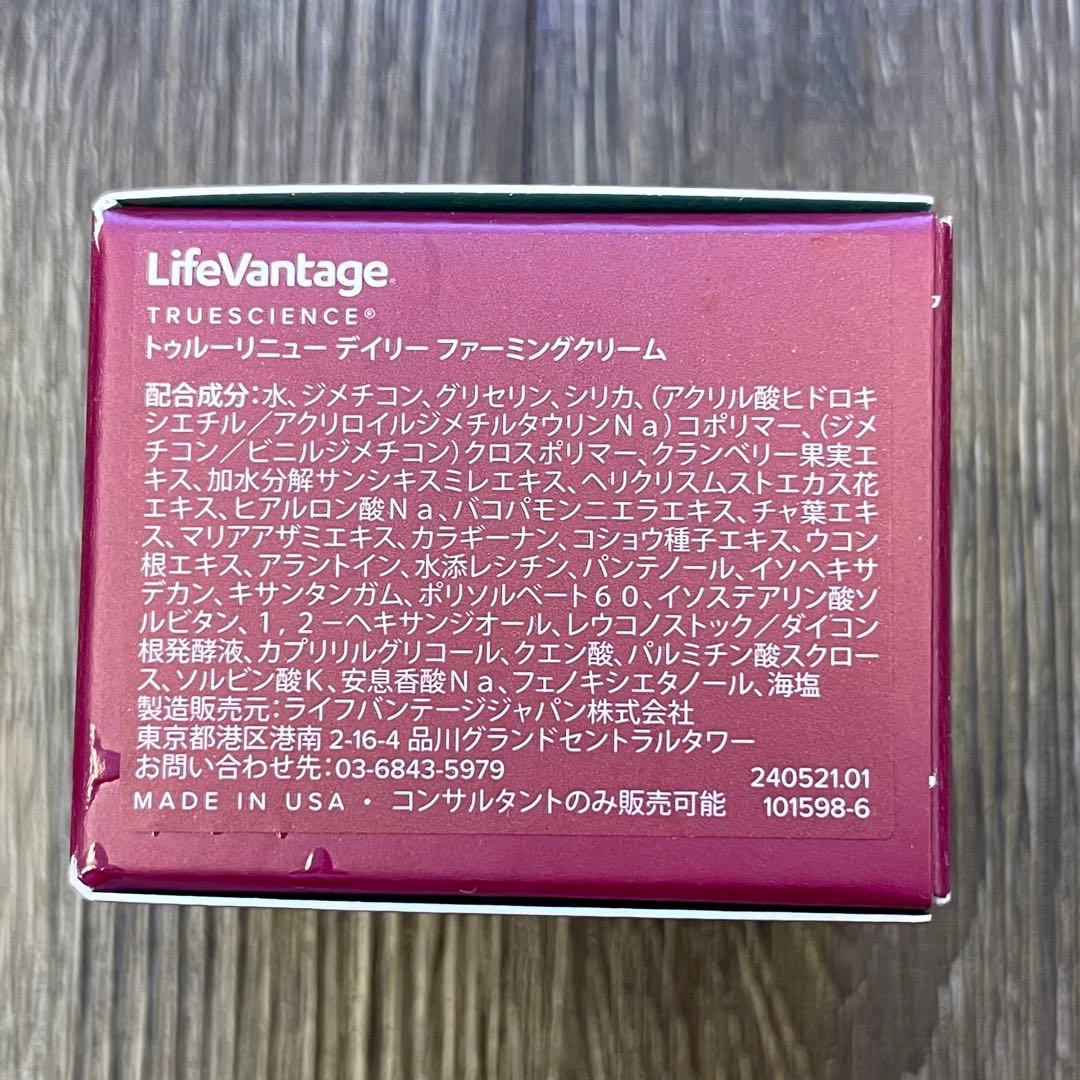 LifeVantage®
TRUESCIENCE®
トゥルーリニュー デイリー ファーミングクリーム
配合成分:水、ジメチコン、グリセリン、シリカ、(アクリル酸ヒドロキ
シエチル/アクリロイルジメチルタウリンNa)コポリマー、(ジメ
チコン/ビニルジメチコン)クロスポリマー、クランベリー果実エ
キス、加水分解サンシキスミレエキス、ヘリクリスムストエカス花
エキス、ヒアルロン酸Na、バコパモンニエラエキス、チャ葉エキ
ス、マリアアザミエキス、カラギーナン、コショウ種子エキス、ウコン
根エキス、アラントイン、水添レシチン、パンテノール、イソヘキサ
デカン、キサンタンガム、ポリソルベート60、イソステアリン酸ソ
ルビタン、1,2-ヘキサンジオール、レウコノストック/ダイコン
根発酵液、カプリリルグリコール、クエン酸、パルミチン酸スクロー
ス、ソルビン酸K、安息香酸Na、フェノキシエタノール、海塩
製造販売元:ライフバンテージジャパン株式会社
東京都港区港南 2-16-4 品川グランドセントラルタワー
お問い合わせ先:03-6843-5979
240521.01
MADE IN USA • コンサルタントのみ販売可能
101598-6